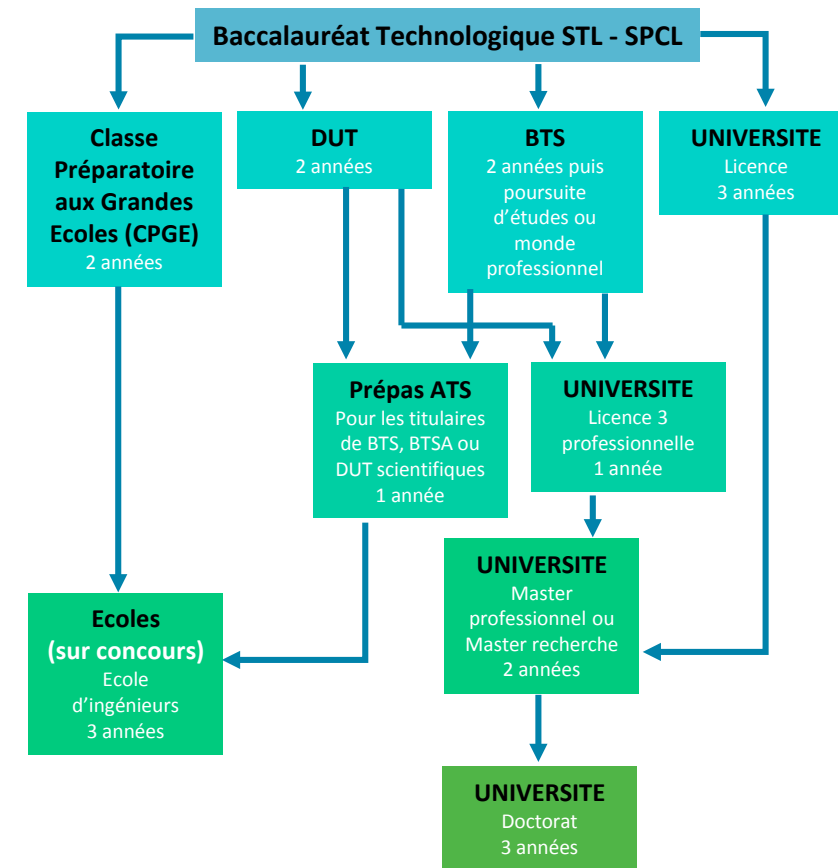 Baccalauréat Technologique STL - SPCL
Classe
Préparatoire
aux Grandes
Ecoles (CPGE)
2 années
DUT
2 années
BTS
2 années puis
poursuite
d'études ou
monde
professionnel
UNIVERSITE
Licence
3 années
Prépas ATS
Pour les titulaires
de BTS, BTSA ou
DUT scientifiques
1 année
UNIVERSITE
Licence 3
professionnelle
1 année
UNIVERSITE
Master
professionnel ou
Master recherche
2 années
Ecoles
(sur concours)
Ecole
d'ingénieurs
3 années
UNIVERSITE
Doctorat
3 années